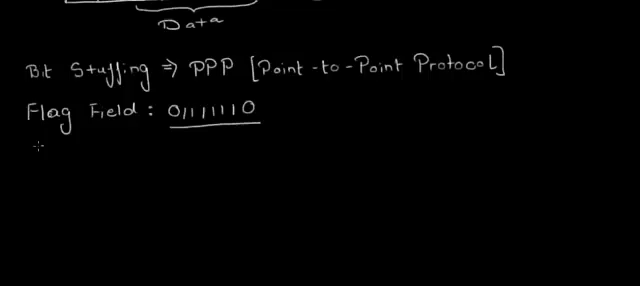 Data
Bit Stuffing ⇒ PPP [Point-to-Point Protocol]
Flag Field : 01111110